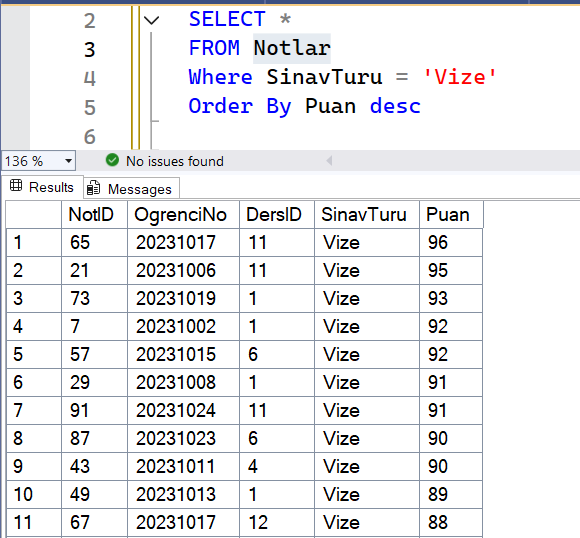 2 SELECT *
3 FROM Notlar
4 Where SinavTuru = 'Vize'
5 Order By Puan desc
6
136 % No issues found
Results Messages
NotID OgrenciNo DersID SinavTuru Puan
1 65 20231017 11 Vize 96
2 21 20231006 11 Vize 95
3 73 20231019 1 Vize 93
4 7 20231002 1 Vize 92
5 57 20231015 6 Vize 92
6 29 20231008 1 Vize 91
7 91 20231024 11 Vize 91
8 87 20231023 6 Vize 90
9 43 20231011 4 Vize 90
10 49 20231013 1 Vize 89
11 67 20231017 12 Vize 88